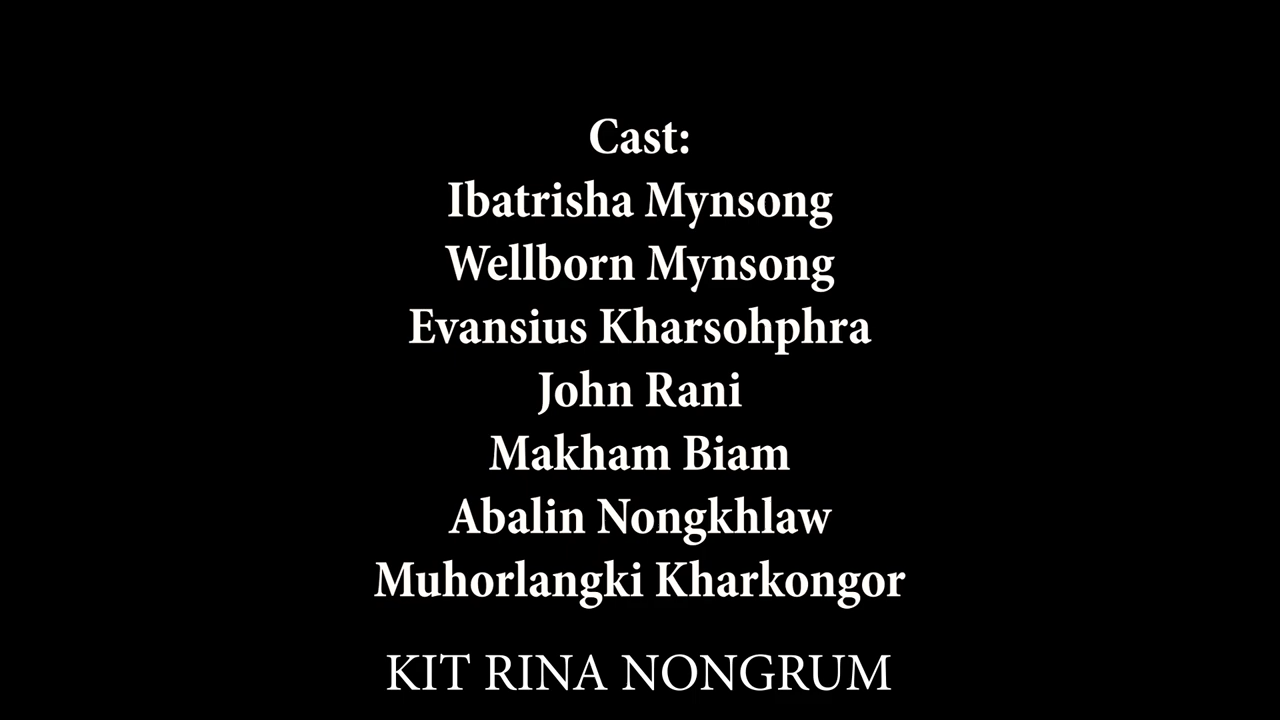 Cast:
Ibatrisha Mynsong
Wellborn Mynsong
Evansius Kharsohphra
John Rani
Makham Biam
Abalin Nongkhlaw
Muhorlangki Kharkongor
KIT RINA NONGRUM